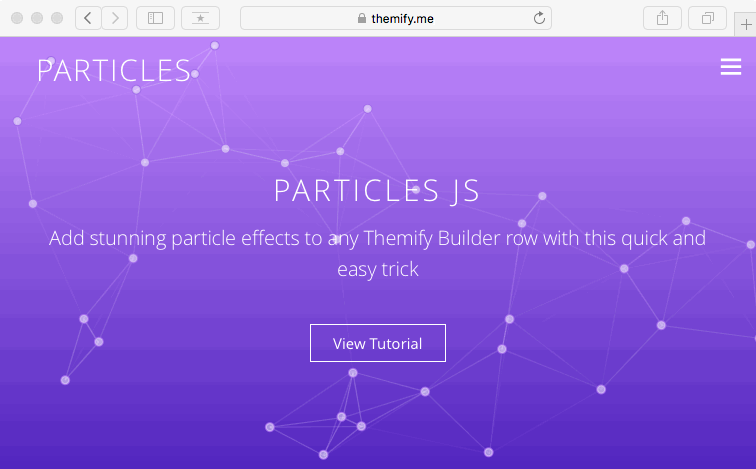 themify.me
PARTICLES
PARTICLES JS
Add stunning particle effects to any Themify Builder row with this quick and
easy trick
View Tutorial